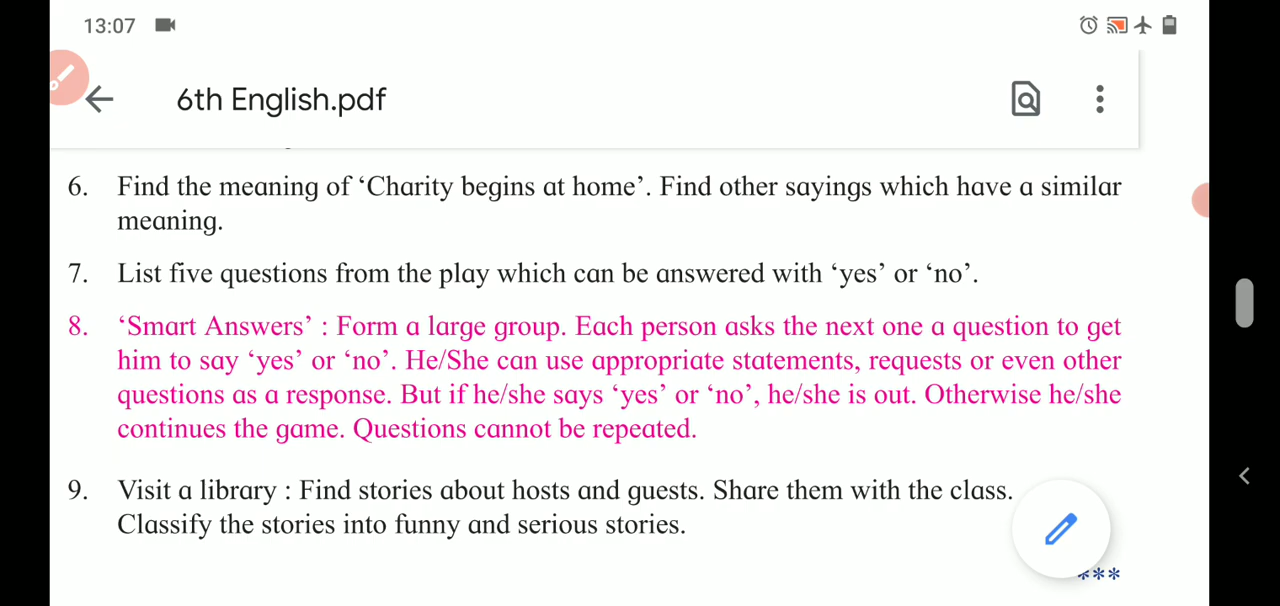 13:07
6th English.pdf
6. Find the meaning of ‘Charity begins at home’. Find other sayings which have a similar
meaning.
7. List five questions from the play which can be answered with ‘yes’ or ‘no’.
8. ‘Smart Answers’ : Form a large group. Each person asks the next one a question to get
him to say ‘yes’ or ‘no’. He/She can use appropriate statements, requests or even other
questions as a response. But if he/she says ‘yes’ or ‘no’, he/she is out. Otherwise he/she
continues the game. Questions cannot be repeated.
9. Visit a library : Find stories about hosts and guests. Share them with the class.
Classify the stories into funny and serious stories.
***